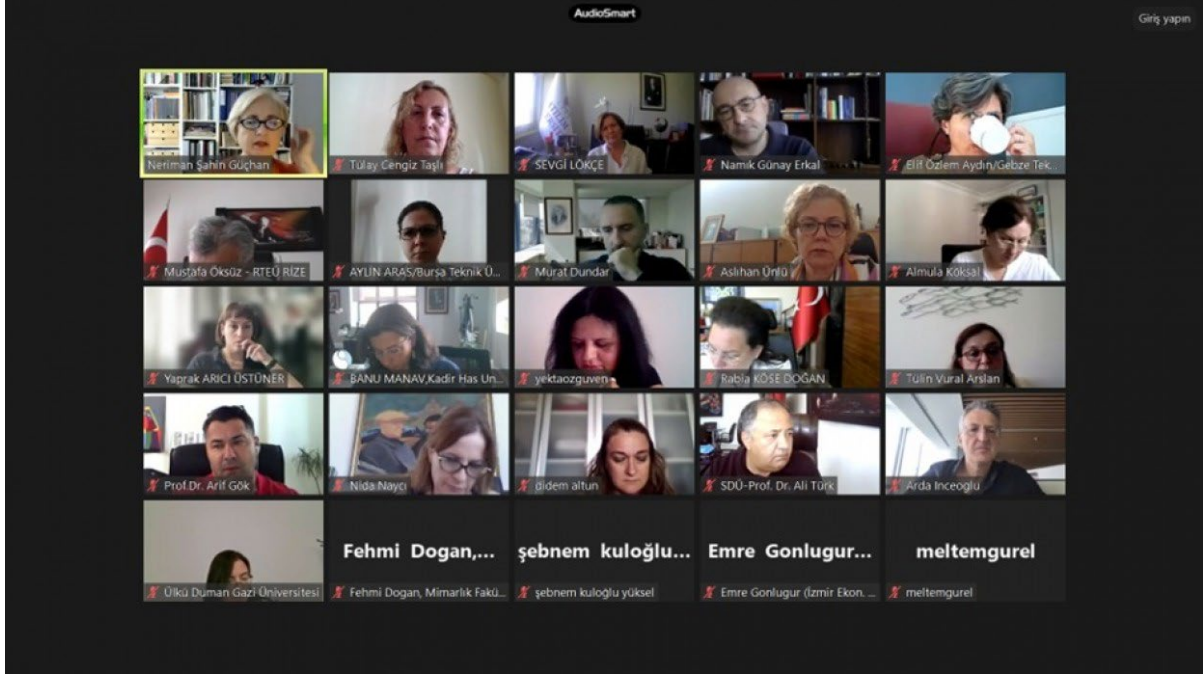 AudioSmart
Giriş yapın
Neriman Şahin Güçhan
Tülay Cengiz Taşlı
SEVGİ LÖKÇE
Namık Günay Erkal
Elif Özlem Aydın/Gebze Tek...
Mustafa Öksüz - RTEÜ RİZE
AYLİN ARAS/Bursa Teknik Ü...
Murat Dundar
Aslıhan Ünlü
Almula Köksal
Yaprak ARICI ÜSTÜNER
BANU MANAV,Kadir Has Un...
yektaozguven
Rabia KÖSE DOĞAN
Tülin Vural Arslan
Prof.Dr. Arif Gök
Nida Naycı
didem altun
SDÜ-Prof. Dr. Ali Türk
Arda Inceoglu
Ülkü Duman Gazi Üniversitesi
Fehmi Dogan,...
Fehmi Dogan, Mimarlık Fakü...
şebnem kuloğlu...
şebnem kuloğlu yüksel
Emre Gonlugur...
Emre Gonlugur (İzmir Ekon. ...
meltemgurel
meltemgurel